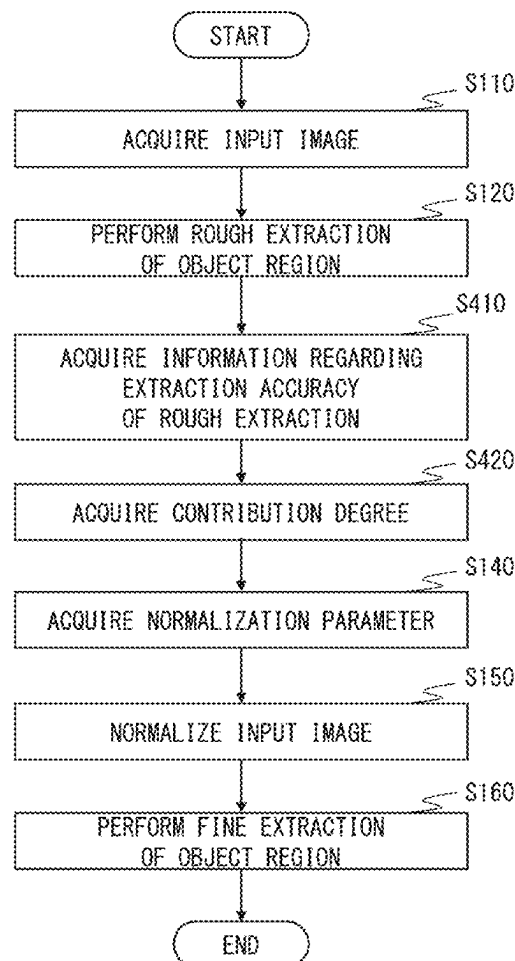 START
S110
ACQUIRE INPUT IMAGE
S120
PERFORM ROUGH EXTRACTION
OF OBJECT REGION
S410
ACQUIRE INFORMATION REGARDING
EXTRACTION ACCURACY
OF ROUGH EXTRACTION
S420
ACQUIRE CONTRIBUTION DEGREE
S140
ACQUIRE NORMALIZATION PARAMETER
S150
NORMALIZE INPUT IMAGE
S160
PERFORM FINE EXTRACTION
OF OBJECT REGION
END